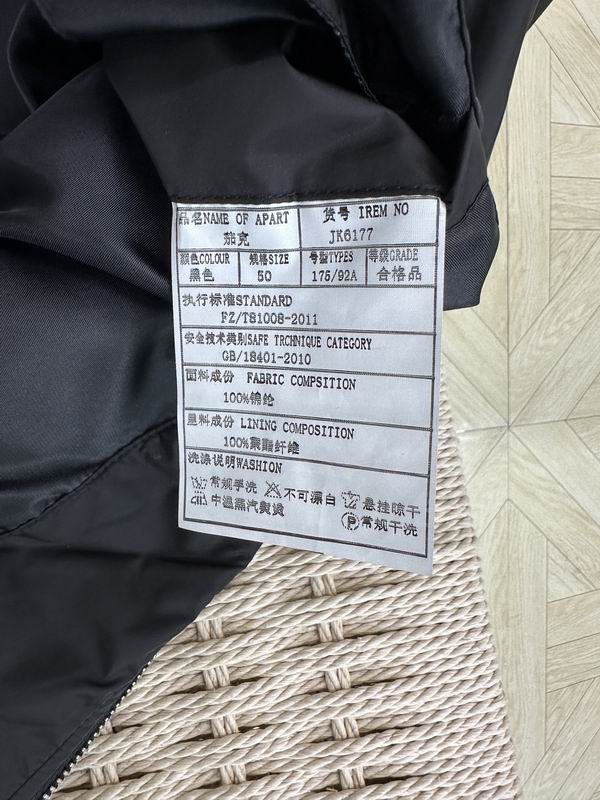 品名NAME OF APART 货号 IREM NO
茄克 JK6177
颜色COLOUR 规格SIZE 号型TYPES 等级GRADE
黑色 50 175/92A 合格品
执行标准STANDARD
FZ/T81008-2011
安全技术类别SAFE TRCHNIQUE CATEGORY
GB/18401-2010
面料成份 FABRIC COMPSITION
100%锦纶
里料成份 LINING COMPOSITION
100%聚酯纤维
洗涤说明WASHION
常规手洗 不可漂白 悬挂晾干
中温蒸汽熨烫 P 常规干洗